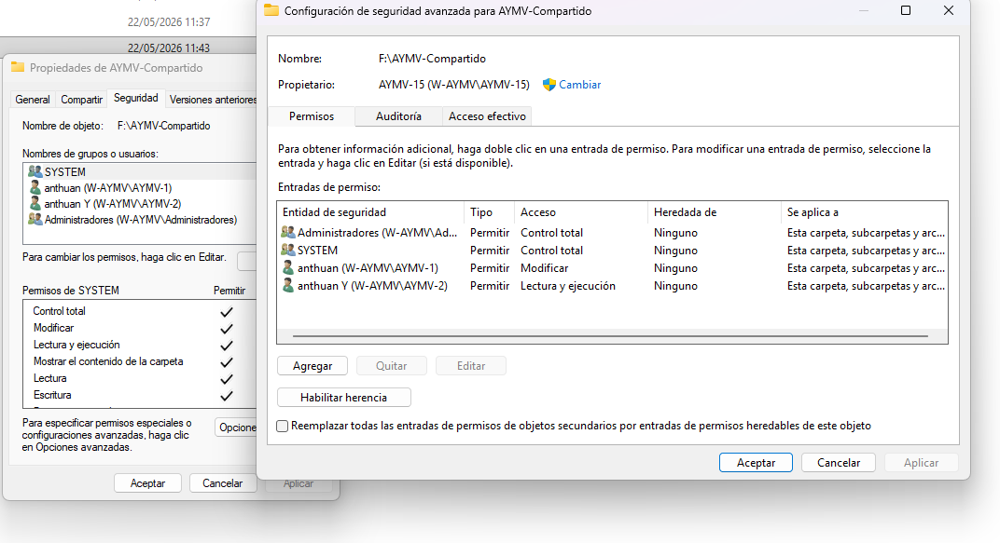 22/05/2026 11:37
22/05/2026 11:43
Propiedades de AYMV-Compartido
General Compartir Seguridad Versiones anteriores
Nombre de objeto: F:\AYMV-Compartido
Nombres de grupos o usuarios:
SYSTEM
anthuan (W-AYMV\AYMV-1)
anthuan Y (W-AYMV\AYMV-2)
Administradores (W-AYMV\Administradores)
Para cambiar los permisos, haga clic en Editar.
Permisos de SYSTEM Permitir
Control total
Modificar
Lectura y ejecución
Mostrar el contenido de la carpeta
Lectura
Escritura
Para especificar permisos especiales o
configuraciones avanzadas, haga clic
en Opciones avanzadas.
Opcione
Aceptar Cancelar Aplicar
Configuración de seguridad avanzada para AYMV-Compartido
Nombre: F:\AYMV-Compartido
Propietario: AYMV-15 (W-AYMV\AYMV-15) Cambiar
Permisos Auditoría Acceso efectivo
Para obtener información adicional, haga doble clic en una entrada de permiso. Para modificar una entrada de permiso, seleccione la
entrada y haga clic en Editar (si está disponible).
Entradas de permiso:
Entidad de seguridad Tipo Acceso Heredada de Se aplica a
Administradores (W-AYMV\Ad... Permitir Control total Ninguno Esta carpeta, subcarpetas y arc...
SYSTEM Permitir Control total Ninguno Esta carpeta, subcarpetas y arc...
anthuan (W-AYMV\AYMV-1) Permitir Modificar Ninguno Esta carpeta, subcarpetas y arc...
anthuan Y (W-AYMV\AYMV-2) Permitir Lectura y ejecución Ninguno Esta carpeta, subcarpetas y arc...
Agregar Quitar Editar
Habilitar herencia
Reemplazar todas las entradas de permisos de objetos secundarios por entradas de permisos heredables de este objeto
Aceptar Cancelar Aplicar